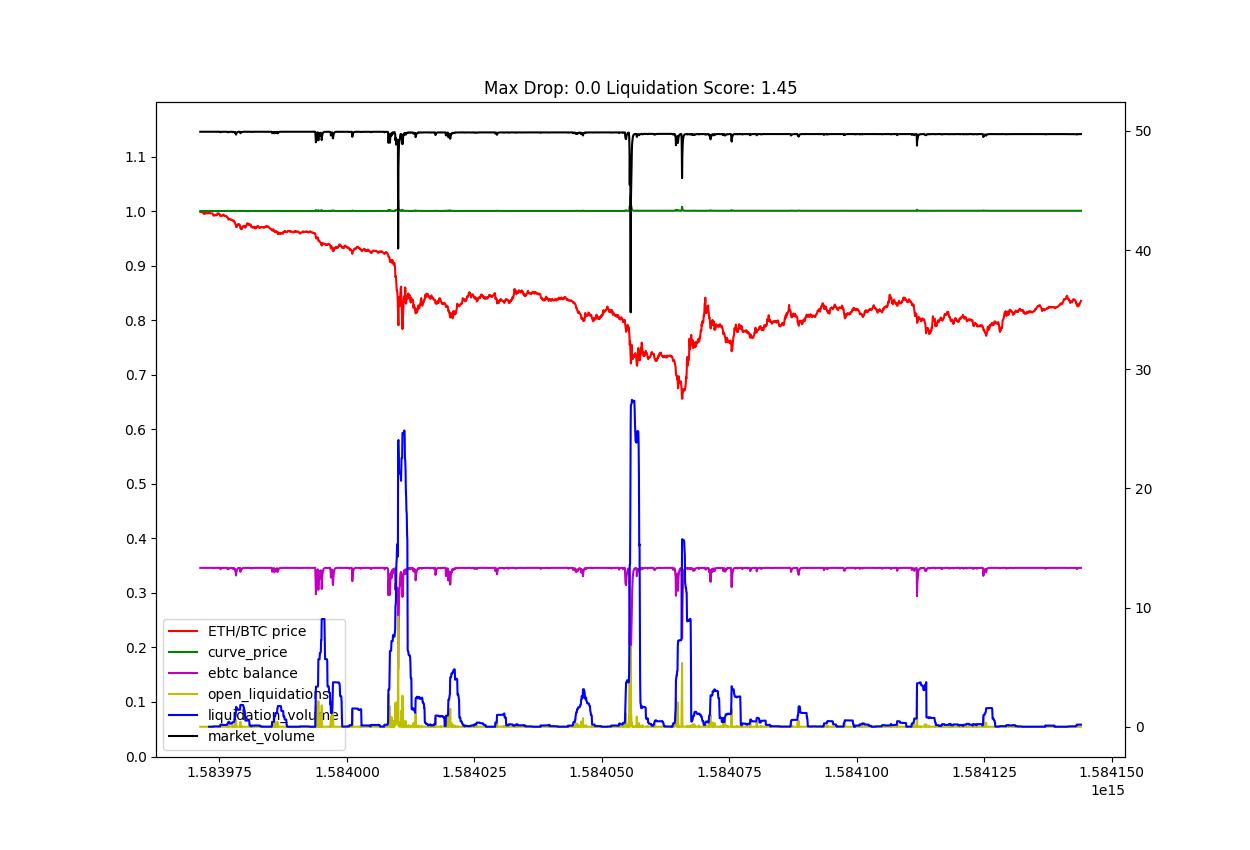 Max Drop: 0.0 Liquidation Score: 1.45
1.1
1.0
0.9
0.8
0.7
0.6
0.5
0.4
0.3
0.2
0.1
0.0
50
40
30
20
10
0
ETH/BTC price
curve_price
ebtc balance
open_liquidations
liquidation_volume
market_volume
1.583975 1.584000 1.584025 1.584050 1.584075 1.584100 1.584125 1.584150
1e15